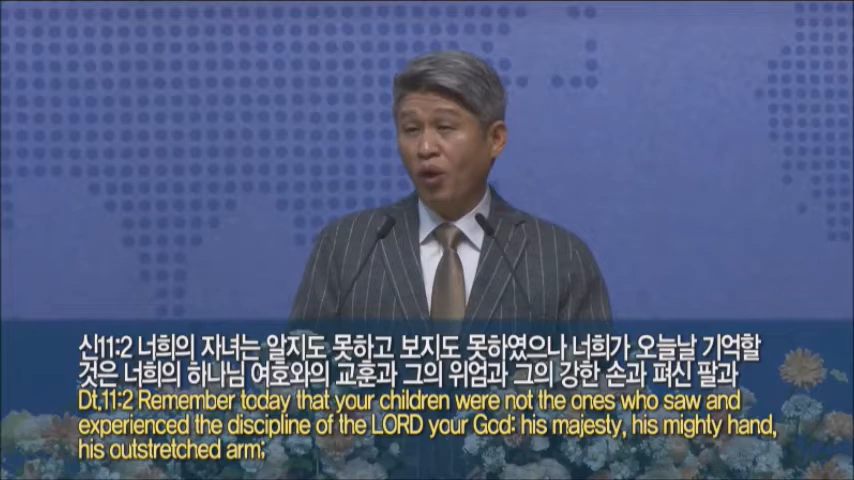 신11:2 너희의 자녀는 알지도 못하고 보지도 못하였으나 너희가 오늘날 기억할
것은 너희의 하나님 여호와의 교훈과 그의 위엄과 그의 강한 손과 펴신 팔과
Dt,11:2 Remember today that your children were not the ones who saw and
experienced the discipline of the LORD your God: his majesty, his mighty hand,
his outstretched arm;